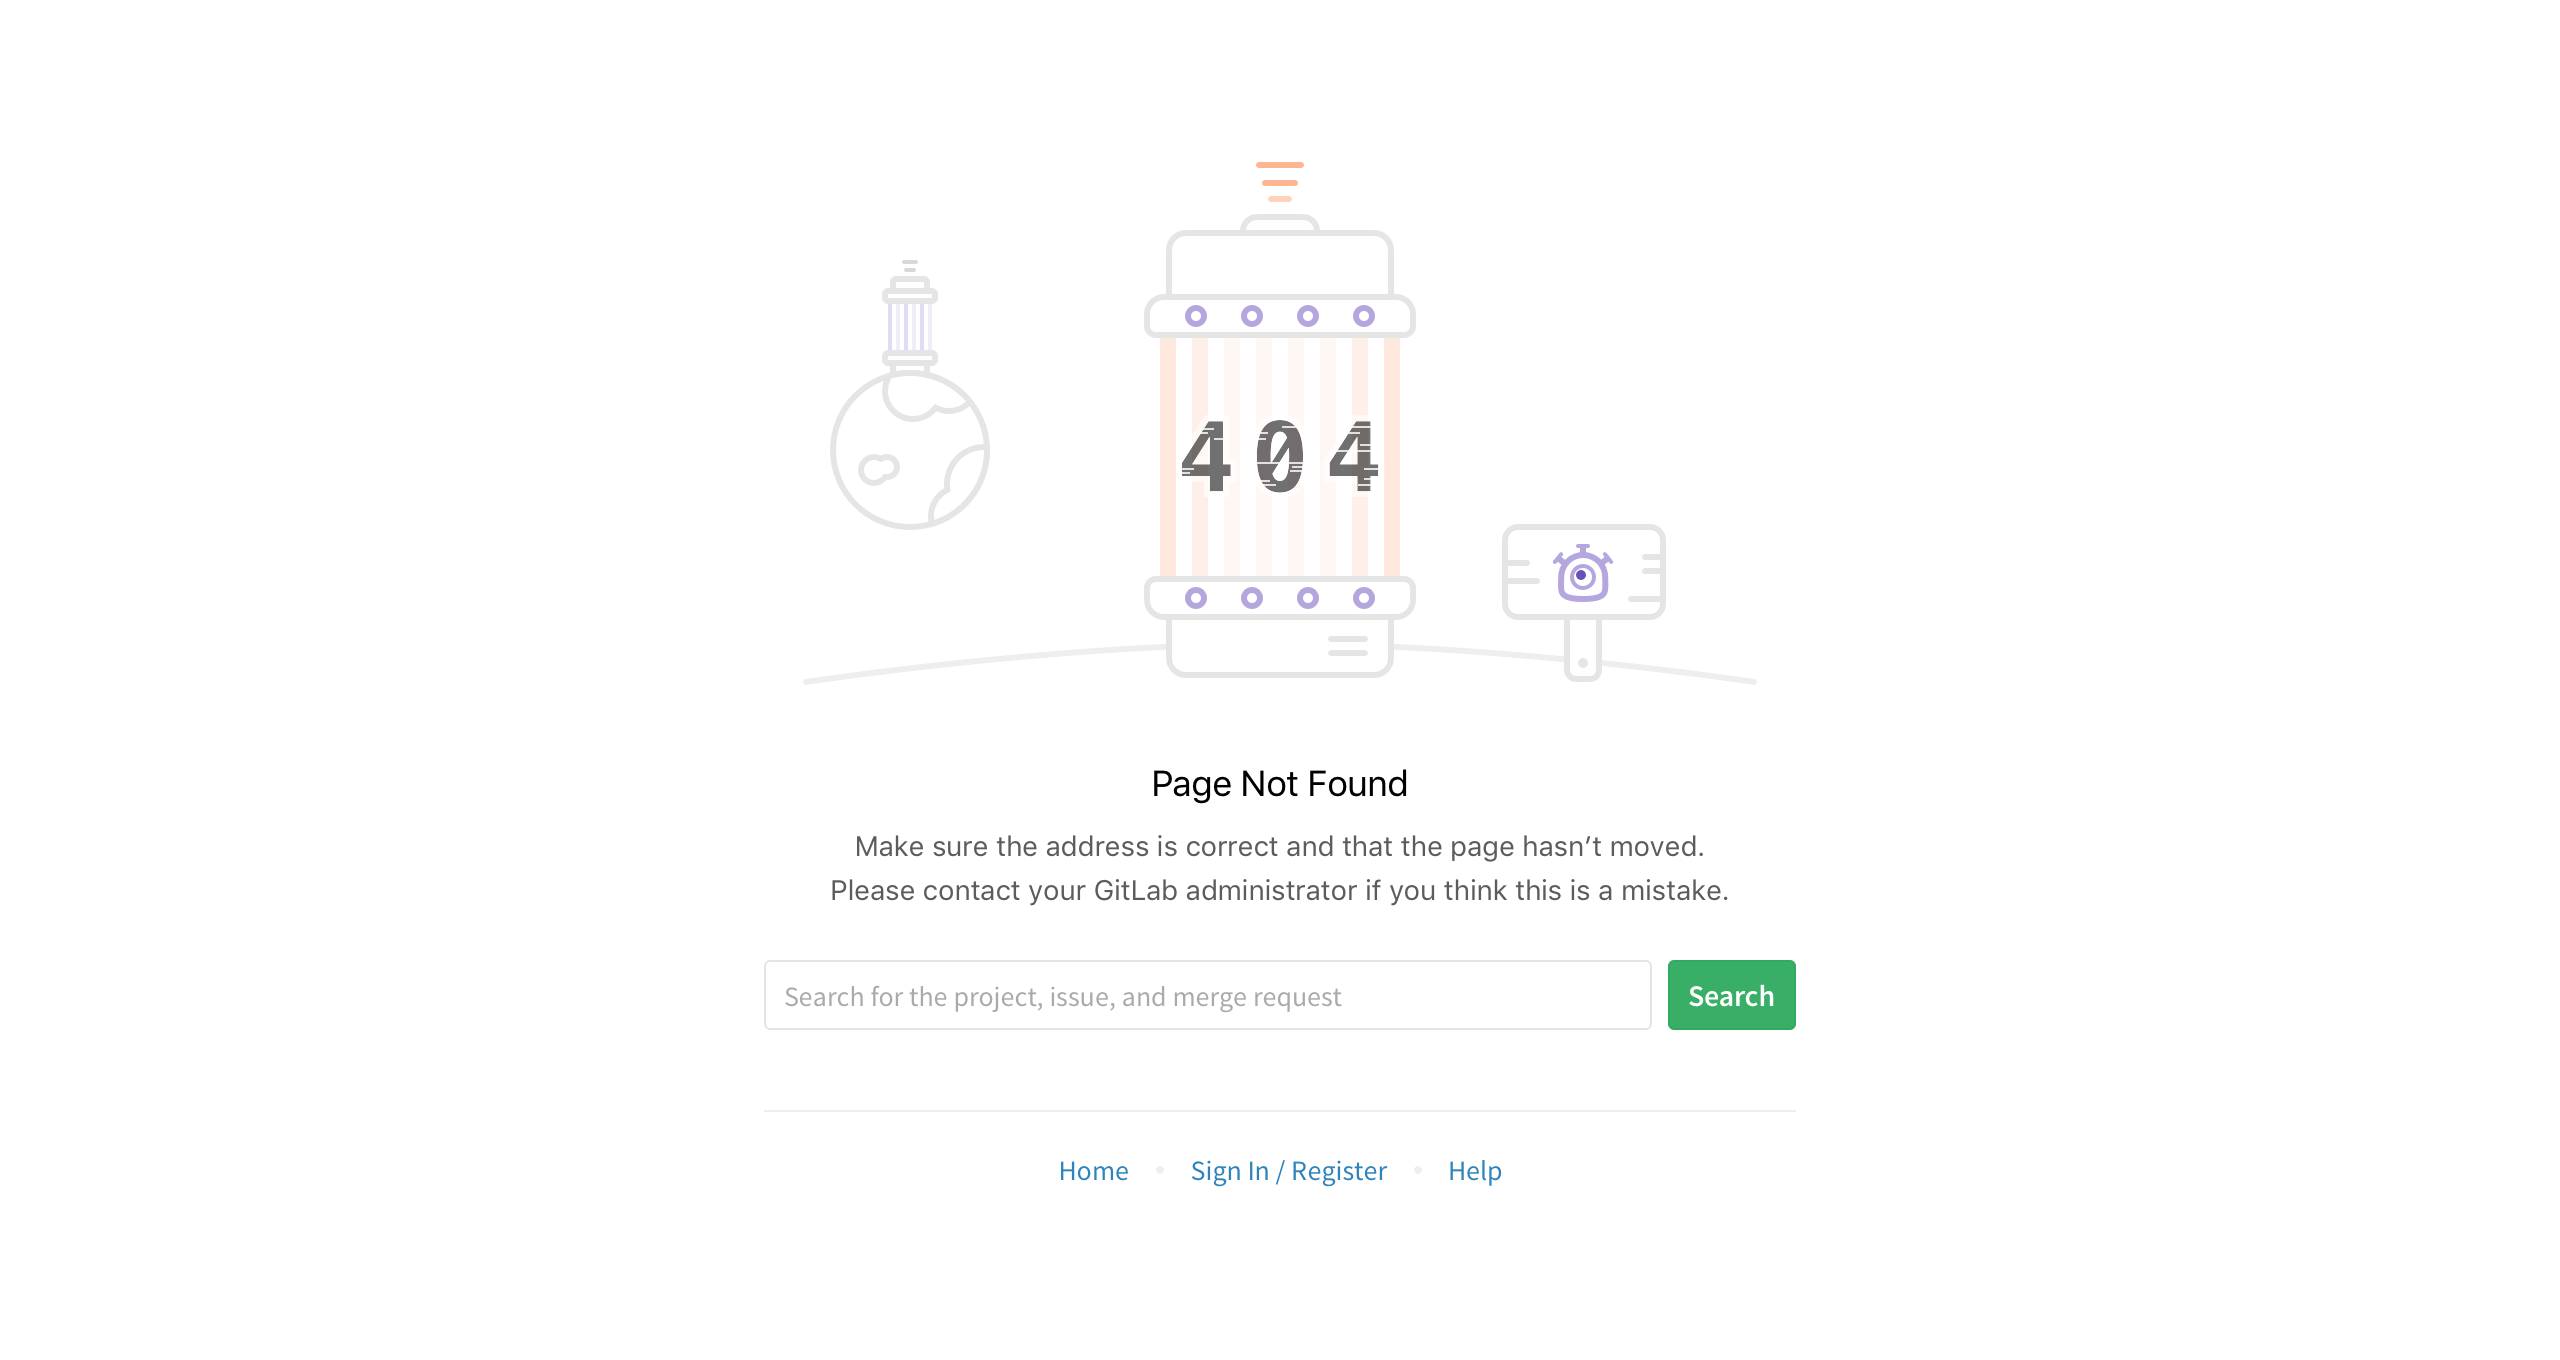 404
Page Not Found
Make sure the address is correct and that the page hasn’t moved.
Please contact your GitLab administrator if you think this is a mistake.
Search for the project, issue, and merge request
Search
Home • Sign In / Register • Help